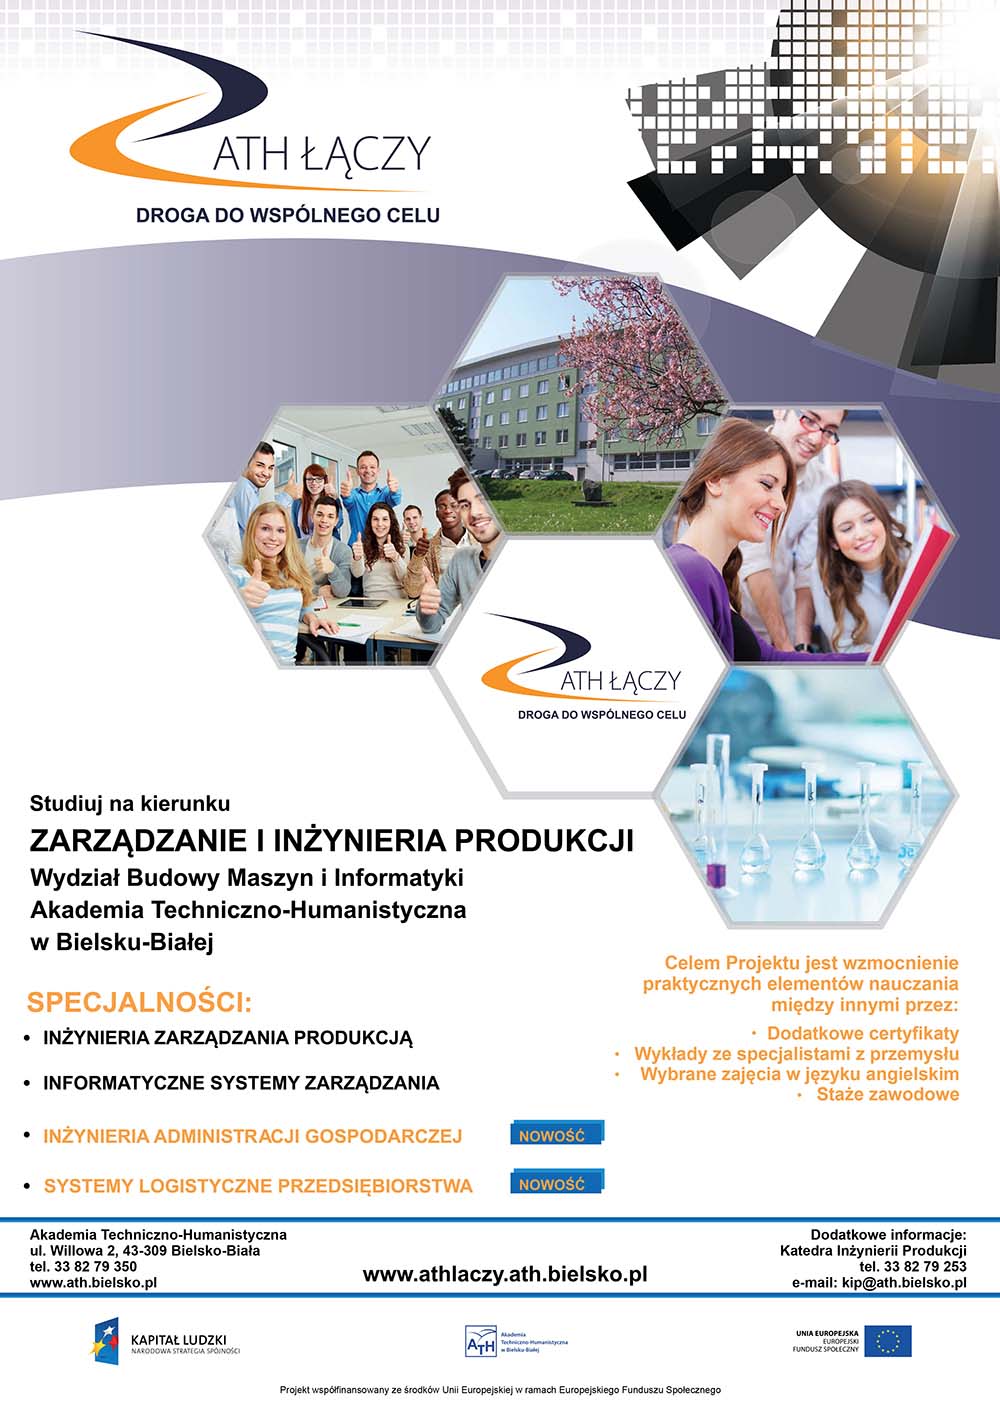 ATH ŁĄCZY
DROGA DO WSPÓLNEGO CELU
ATH ŁĄCZY
DROGA DO WSPÓLNEGO CELU
Studiuj na kierunku
ZARZĄDZANIE I INŻYNIERIA PRODUKCJI
Wydział Budowy Maszyn i Informatyki
Akademia Techniczno-Humanistyczna
w Bielsku-Białej
SPECJALNOŚCI:
• INŻYNIERIA ZARZĄDZANIA PRODUKCJĄ
• INFORMATYCZNE SYSTEMY ZARZĄDZANIA
• INŻYNIERIA ADMINISTRACJI GOSPODARCZEJ NOWOŚĆ
• SYSTEMY LOGISTYCZNE PRZEDSIĘBIORSTWA NOWOŚĆ
Celem Projektu jest wzmocnienie
praktycznych elementów nauczania
między innymi przez:
• Dodatkowe certyfikaty
• Wykłady ze specjalistami z przemysłu
• Wybrane zajęcia w języku angielskim
• Staże zawodowe
Akademia Techniczno-Humanistyczna
ul. Willowa 2, 43-309 Bielsko-Biała
tel. 33 82 79 350
www.ath.bielsko.pl
www.athlaczy.ath.bielsko.pl
Dodatkowe informacje:
Katedra Inżynierii Produkcji
tel. 33 82 79 253
e-mail: kip@ath.bielsko.pl
KAPITAŁ LUDZKI
NARODOWA STRATEGIA SPÓJNOŚCI
ATH
Akademia
Techniczno-Humanistyczna
w Bielsku-Białej
UNIA EUROPEJSKA
EUROPEJSKI
FUNDUSZ SPOŁECZNY
Projekt współfinansowany ze środków Unii Europejskiej w ramach Europejskiego Funduszu Społecznego